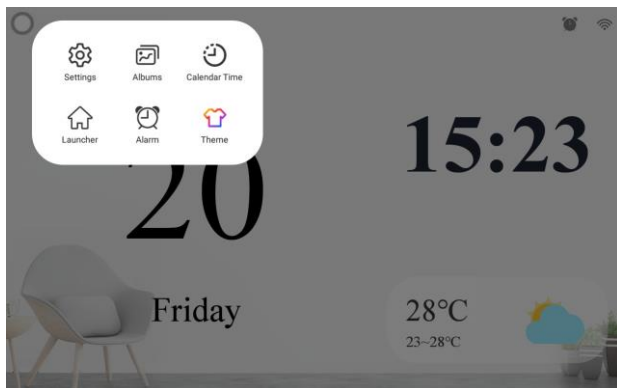 Settings Albums Calendar Time
Launcher Alarm Theme
15:23
20
Friday
28°C
23~28°C